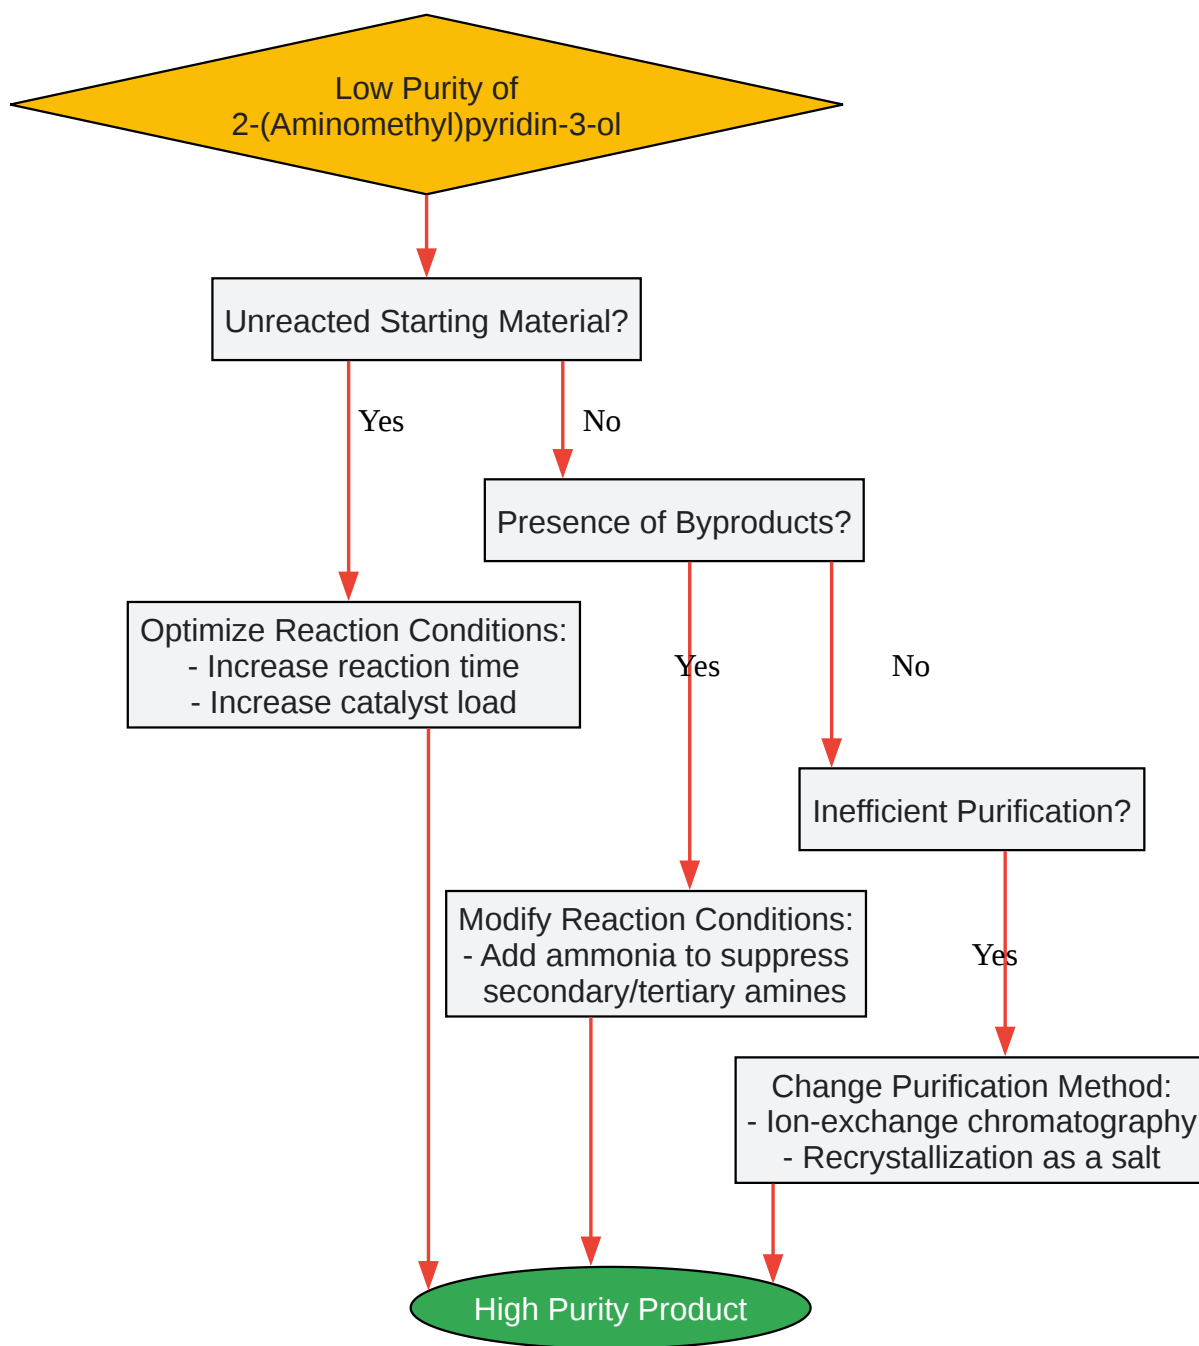 Low Purity of
2-(Aminomethyl)pyridin-3-ol
Unreacted Starting Material?
Yes
No
Presence of Byproducts?
Optimize Reaction Conditions:
- Increase reaction time
- Increase catalyst load
Yes
No
Inefficient Purification?
Modify Reaction Conditions:
- Add ammonia to suppress
secondary/tertiary amines
Yes
Change Purification Method:
- Ion-exchange chromatography
- Recrystallization as a salt
High Purity Product